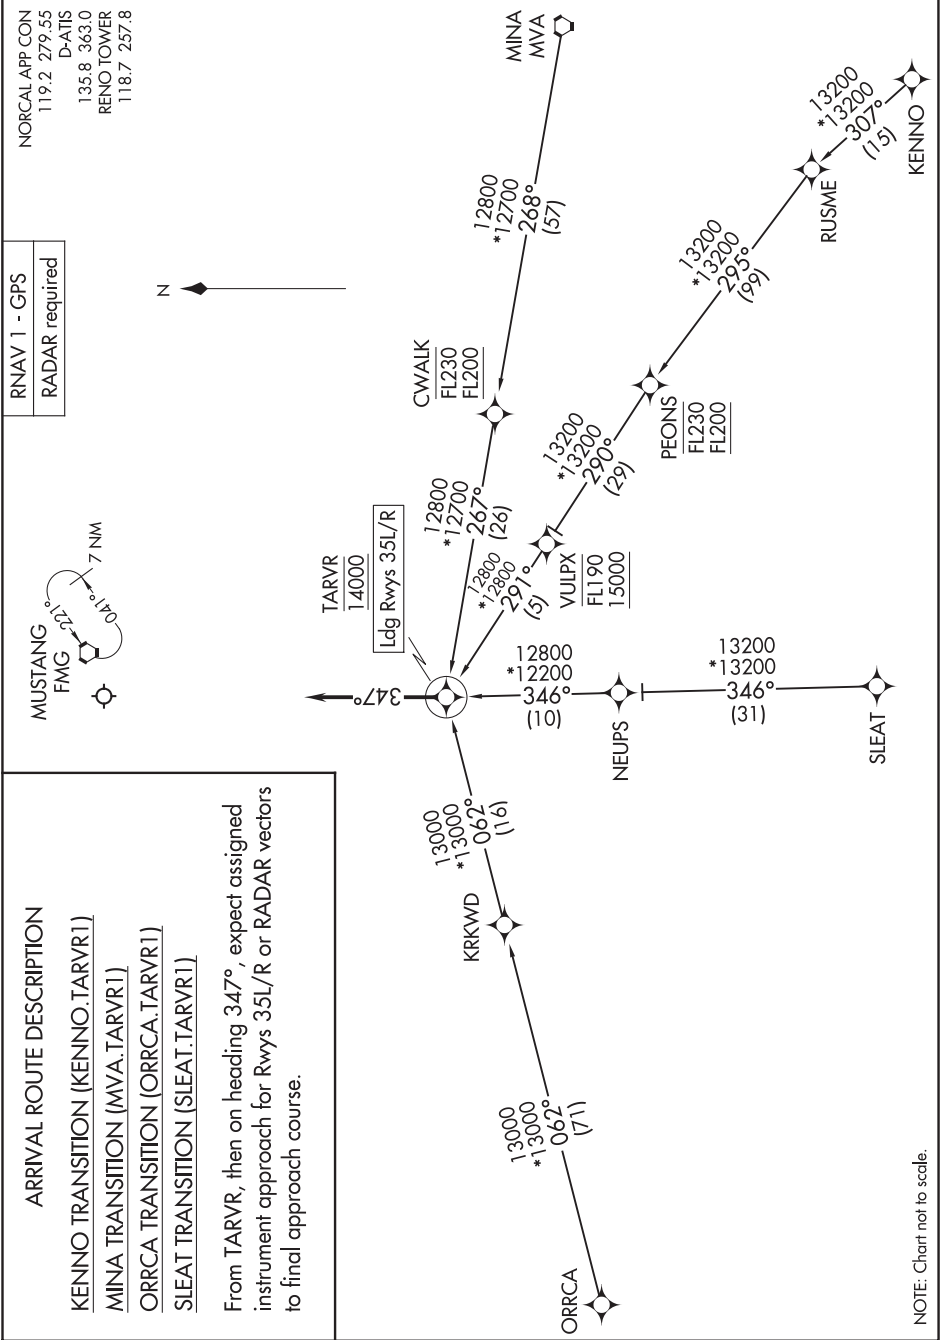 ARRIVAL ROUTE DESCRIPTION
KENNO TRANSITION (KENNO.TARVR1)
MINA TRANSITION (MVA.TARVR1)
ORRCA TRANSITION (ORRCA.TARVR1)
SLEAT TRANSITION (SLEAT.TARVR1)
From TARVR, then on heading 347°, expect assigned
instrument approach for Rwys 35L/R or RADAR vectors
to final approach course.
MUSTANG
FMG
221°
041°
7 NM
RNAV 1 - GPS
RADAR required
NORCAL APP CON
119.2 279.55
D-ATIS
135.8 363.0
RENO TOWER
118.7 257.8
N
TARVR
14000
Ldg Rwys 35L/R
347°
CWALK
FL230
FL200
12800
*12700
267°
(26)
12800
*12700
268°
(57)
MINA
MVA
13000
*13000
062°
(16)
KRKWD
13000
*13000
062°
(71)
ORRCA
12800
*12200
346°
(10)
NEUPS
13200
*13200
346°
(31)
SLEAT
12800
*12800
291°
(5)
VULPX
FL190
15000
13200
*13200
290°
(29)
PEONS
FL230
FL200
13200
*13200
295°
(99)
RUSME
13200
*13200
307°
(15)
KENNO
NOTE: Chart not to scale.